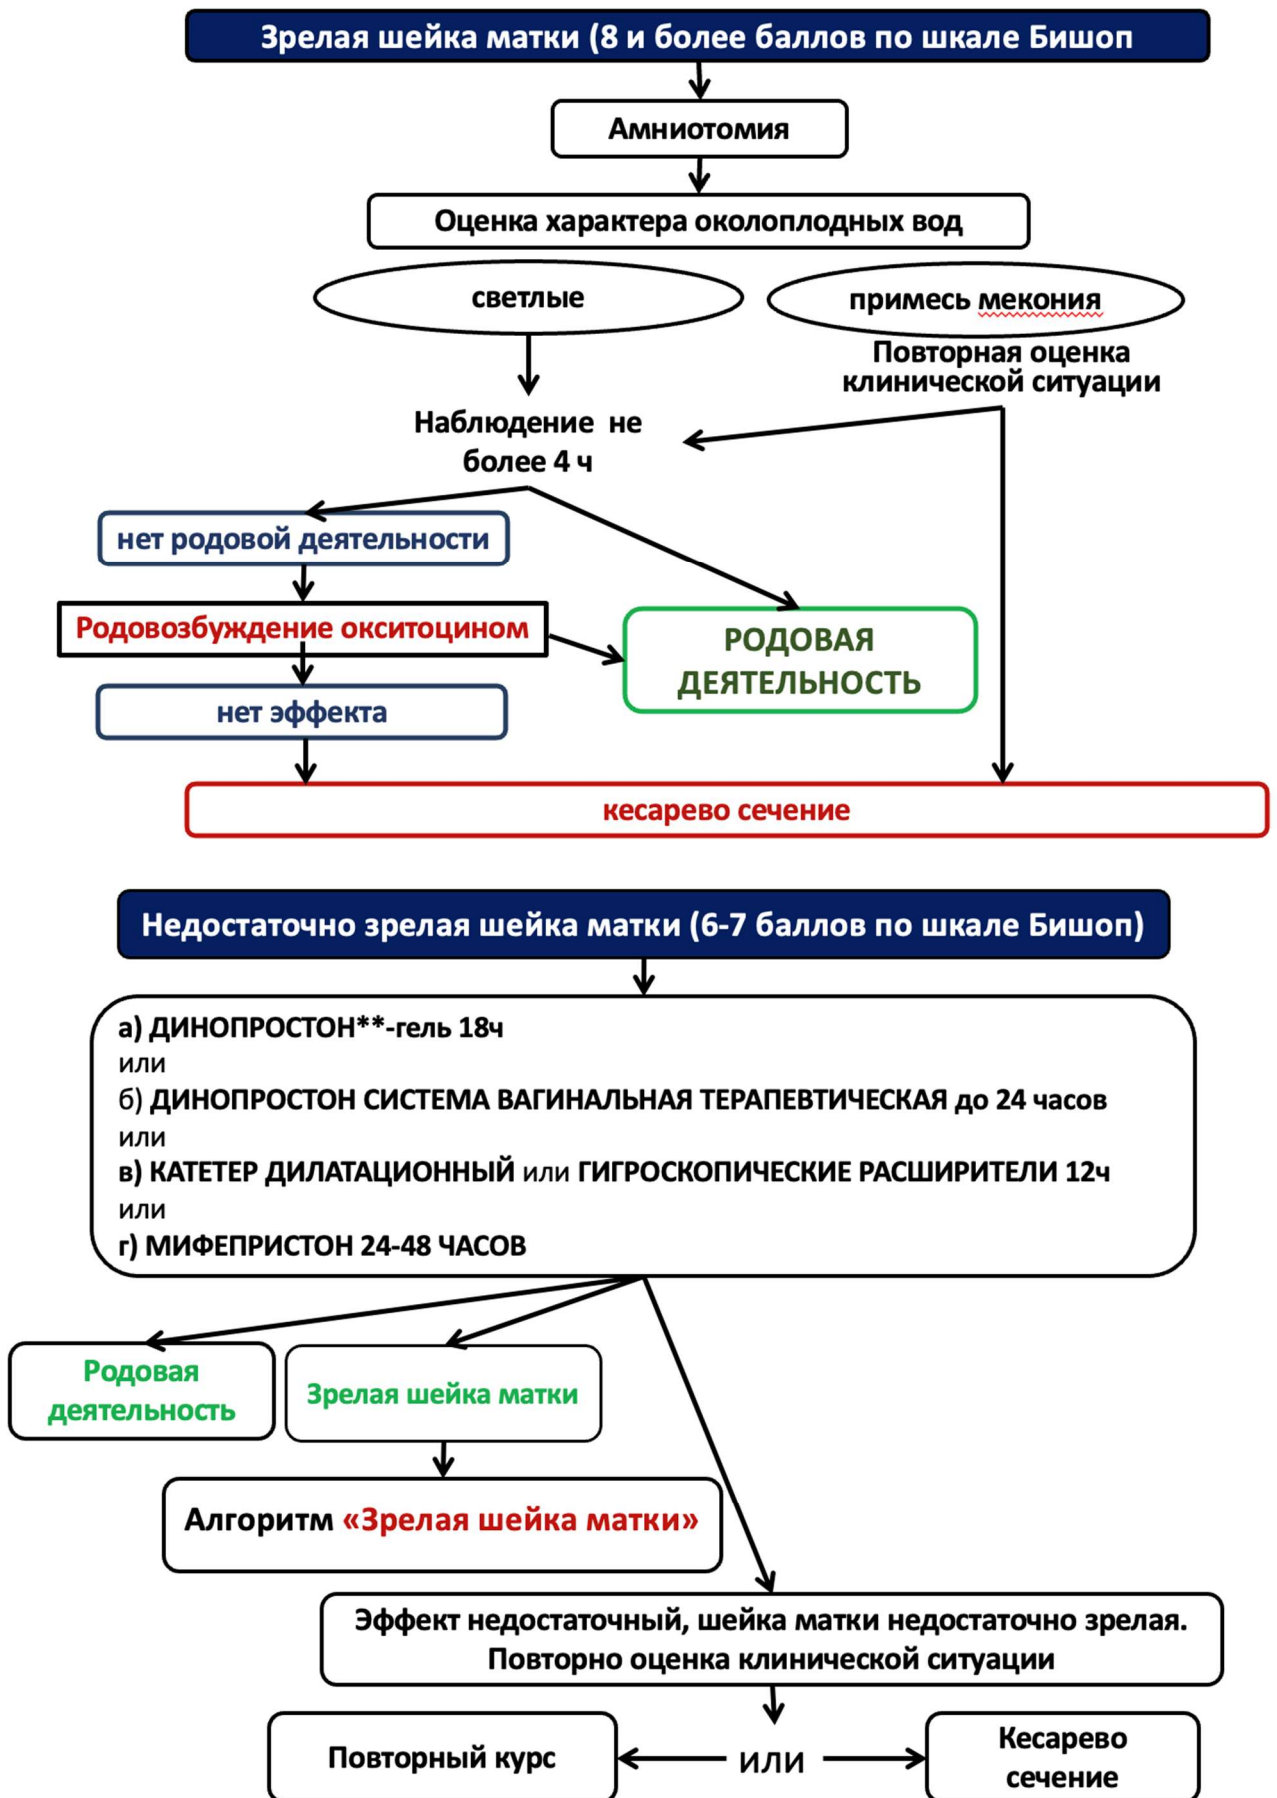 Зрелая шейка матки (8 и более баллов по шкале Бишоп
Амниотомия
Оценка характера околоплодных вод
светлые
примесь мекония
Повторная оценка
клинической ситуации
Наблюдение не
более 4 ч
нет родовой деятельности
Родовозбуждение окситоцином
РОДОВАЯ
ДЕЯТЕЛЬНОСТЬ
нет эффекта
кесарево сечение
Недостаточно зрелая шейка матки (6-7 баллов по шкале Бишоп)
а) ДИНОПРОСТОН**-гель 18ч
или
б) ДИНОПРОСТОН СИСТЕМА ВАГИНАЛЬНАЯ ТЕРАПЕВТИЧЕСКАЯ до 24 часов
или
в) КАТЕТЕР ДИЛАТАЦИОННЫЙ или ГИГРОСКОПИЧЕСКИЕ РАСШИРИТЕЛИ 12ч
или
г) МИФЕПРИСТОН 24-48 ЧАСОВ
Родовая
деятельность
Зрелая шейка матки
Алгоритм «Зрелая шейка матки»
Эффект недостаточный, шейка матки недостаточно зрелая.
Повторно оценка клинической ситуации
Повторный курс
или
Кесарево
сечение